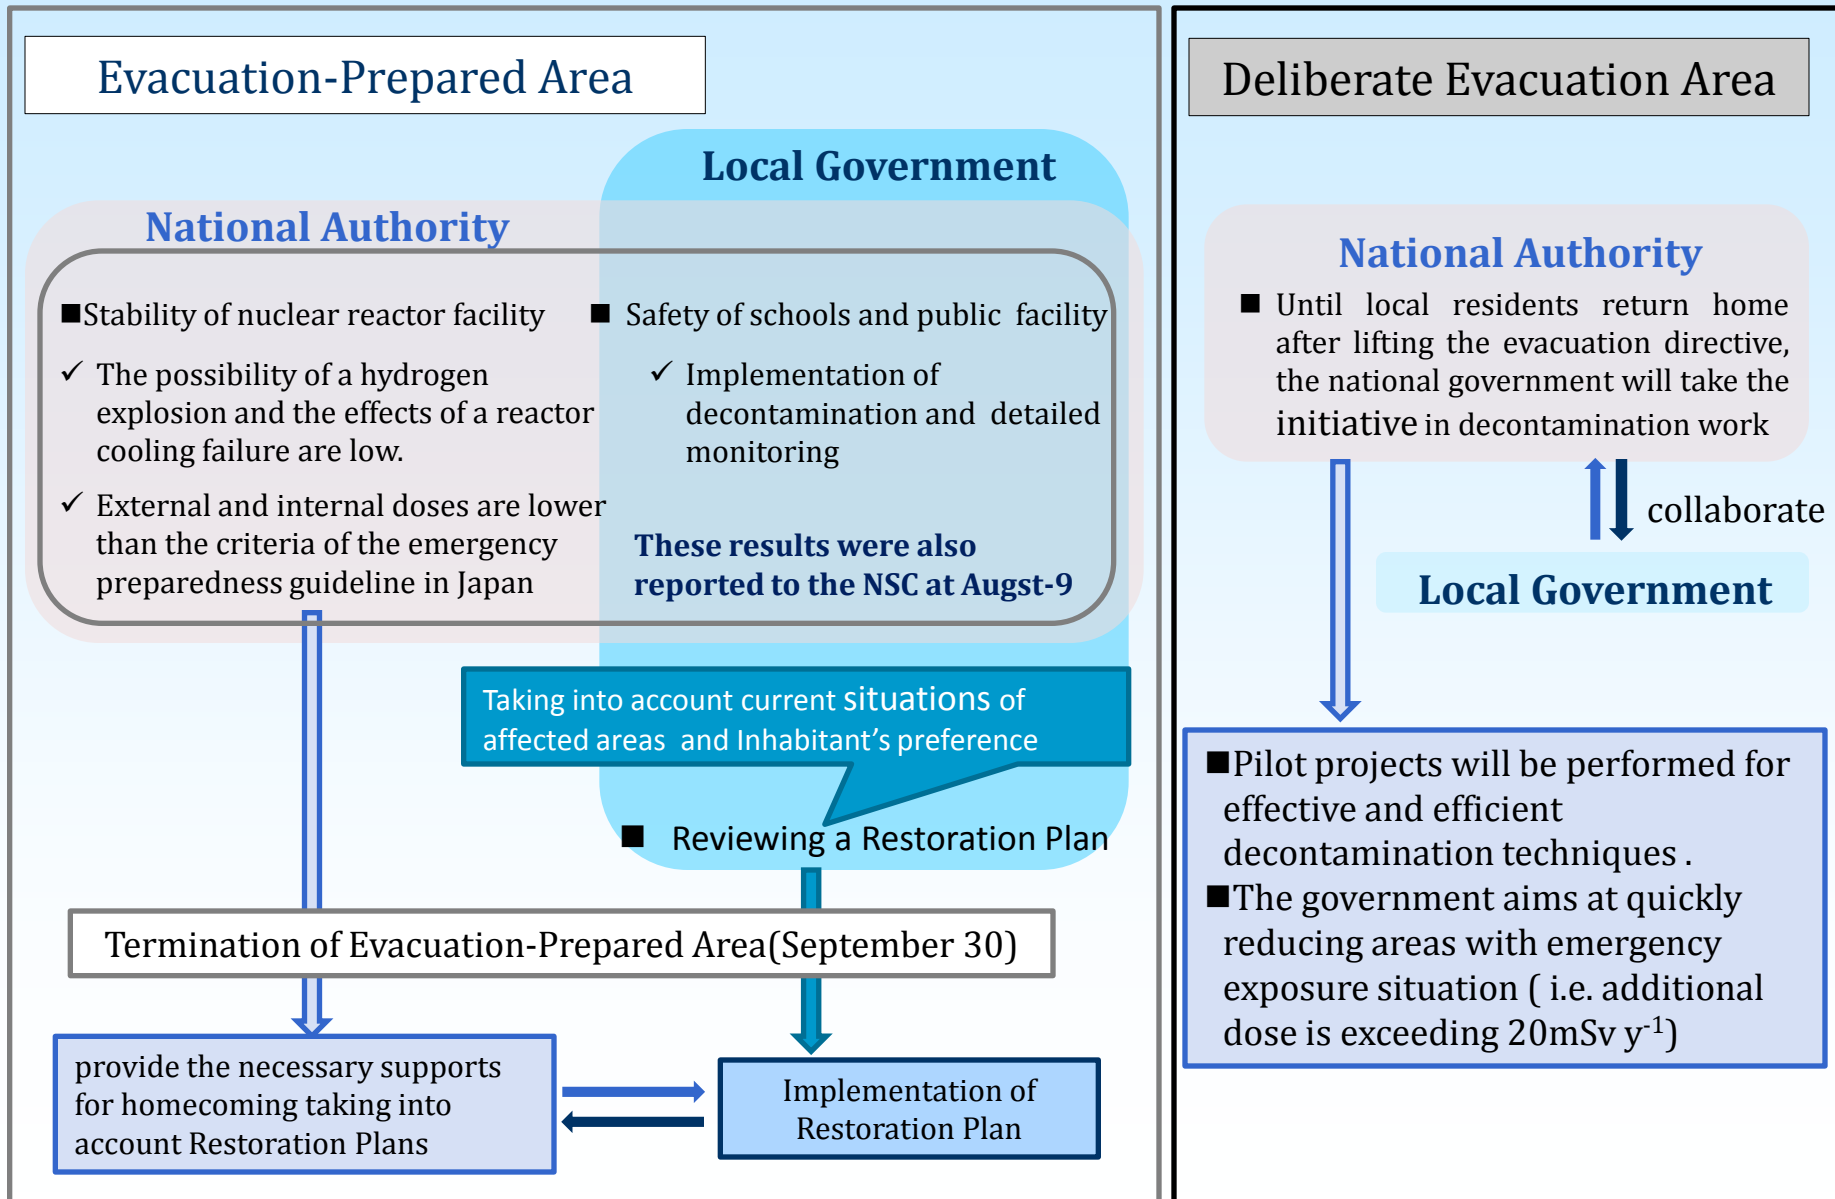 Evacuation-Prepared Area
Local Government
National Authority
■Stability of nuclear reactor facility
✓ The possibility of a hydrogen
explosion and the effects of a reactor
cooling failure are low.
✓ External and internal doses are lower
than the criteria of the emergency
preparedness guideline in Japan
■ Safety of schools and public facility
✓ Implementation of
decontamination and detailed
monitoring
These results were also
reported to the NSC at Augst-9
Taking into account current situations of
affected areas and Inhabitant's preference
■ Reviewing a Restoration Plan
Termination of Evacuation-Prepared Area(September 30)
provide the necessary supports
for homecoming taking into
account Restoration Plans
Implementation of
Restoration Plan
Deliberate Evacuation Area
National Authority
■ Until local residents return home
after lifting the evacuation directive,
the national government will take the
initiative in decontamination work
collaborate
Local Government
■Pilot projects will be performed for
effective and efficient
decontamination techniques .
■The government aims at quickly
reducing areas with emergency
exposure situation ( i.e. additional
dose is exceeding 20mSv y⁻¹)